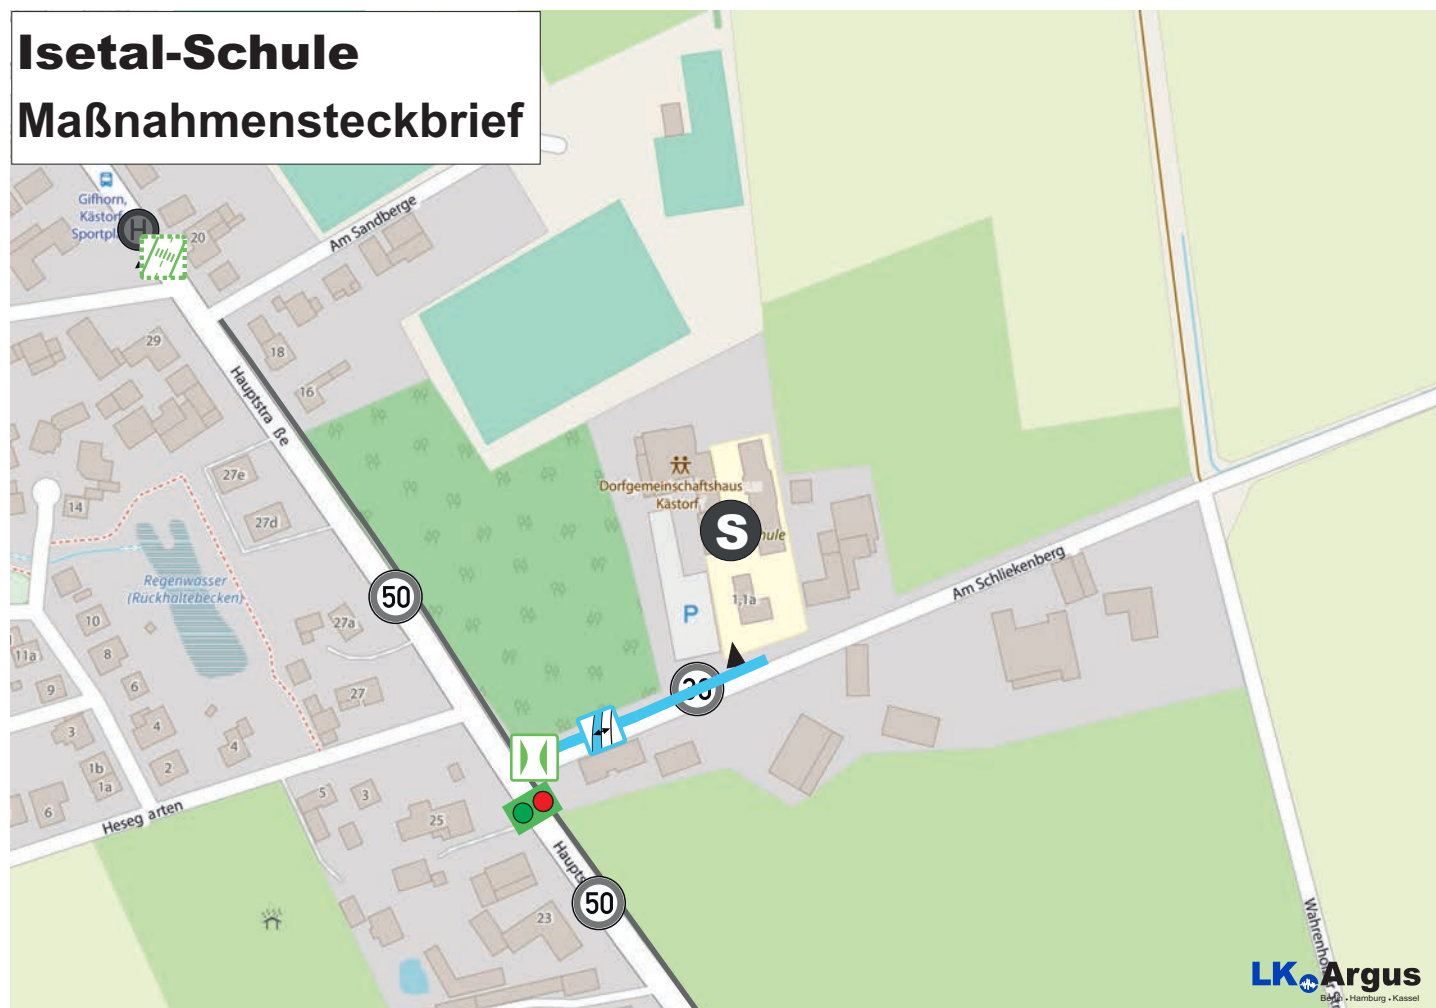 Isetal-Schule
Maßnahmensteckbrief
Gifhorn,
Kästorf
H
20
Am Sandberge
29
18
16
Hauptstra ße
27e
27d
14
Dorfgemeinschaftshaus
Kästorf
S
hule
1,1a
P
Regenwasser
(Rückhaltebecken)
50
Am Schliekenberg
10
27a
11a
8
9
6
27
3
4
4
1b
1a
2
6
5
3
25
Heseg arten
Haupts
50
23
LK Argus
Berlin • Hamburg • Kassel